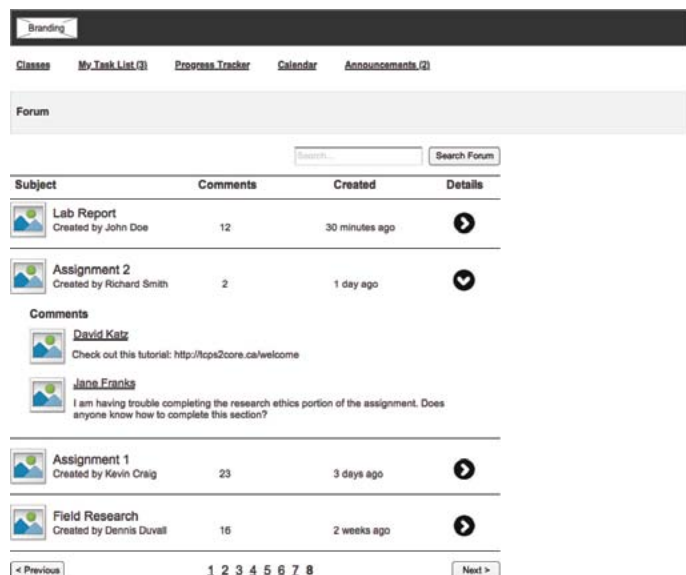 Branding
Classes My Task List (3) Progress Tracker Calendar Announcements (2)
Forum
Search... Search Forum
Subject Comments Created Details
Lab Report
Created by John Doe 12 30 minutes ago
Assignment 2
Created by Richard Smith 2 1 day ago
Comments
David Katz
Check out this tutorial: http://tcps2core.ca/welcome
Jane Franks
I am having trouble completing the research ethics portion of the assignment. Does
anyone know how to complete this section?
Assignment 1
Created by Kevin Craig 23 3 days ago
Field Research
Created by Dennis Duvall 16 2 weeks ago
< Previous 1 2 3 4 5 6 7 8 Next >